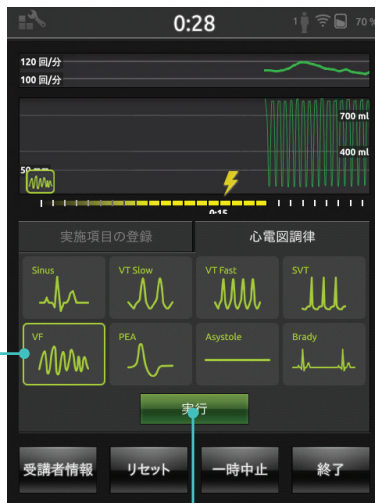 0:28
1
70 %
120 回/分
100 回/分
700 ml
400 ml
50 mm
0:15
実施項目の登録
心電図調律
Sinus
VT Slow
VT Fast
SVT
VF
PEA
Asystole
Brady
実行
受講者情報
リセット
一時中止
終了